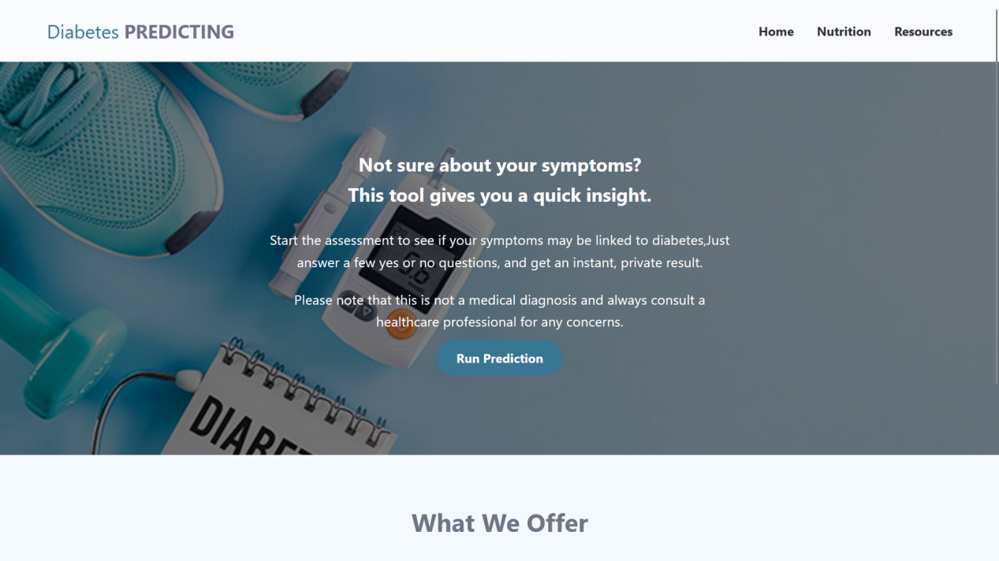 Diabetes PREDICTING
Home Nutrition Resources
Not sure about your symptoms?
This tool gives you a quick insight.
Start the assessment to see if your symptoms may be linked to diabetes,Just
answer a few yes or no questions, and get an instant, private result.
Please note that this is not a medical diagnosis and always consult a
healthcare professional for any concerns.
Run Prediction
5.6
DIABET
What We Offer